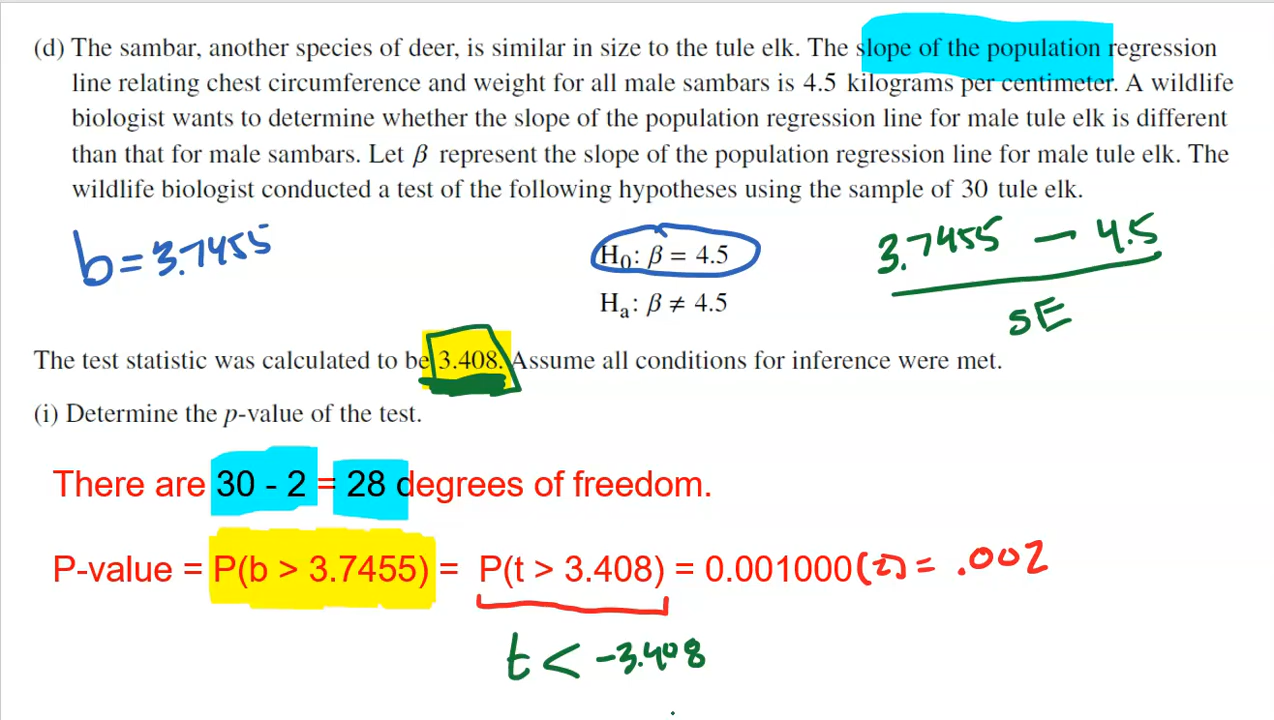 (d) The sambar, another species of deer, is similar in size to the tule elk. The slope of the population regression
line relating chest circumference and weight for all male sambars is 4.5 kilograms per centimeter. A wildlife
biologist wants to determine whether the slope of the population regression line for male tule elk is different
than that for male sambars. Let β represent the slope of the population regression line for male tule elk. The
wildlife biologist conducted a test of the following hypotheses using the sample of 30 tule elk.
b = 3.7455
H₀: β = 4.5
3.7455 — 4.5
SE
Hₐ: β ≠ 4.5
The test statistic was calculated to be 3.408. Assume all conditions for inference were met.
(i) Determine the p-value of the test.
There are 30 - 2 = 28 degrees of freedom.
P-value = P(b > 3.7455) = P(t > 3.408) = 0.001000 (2) = .002
t < -3.408